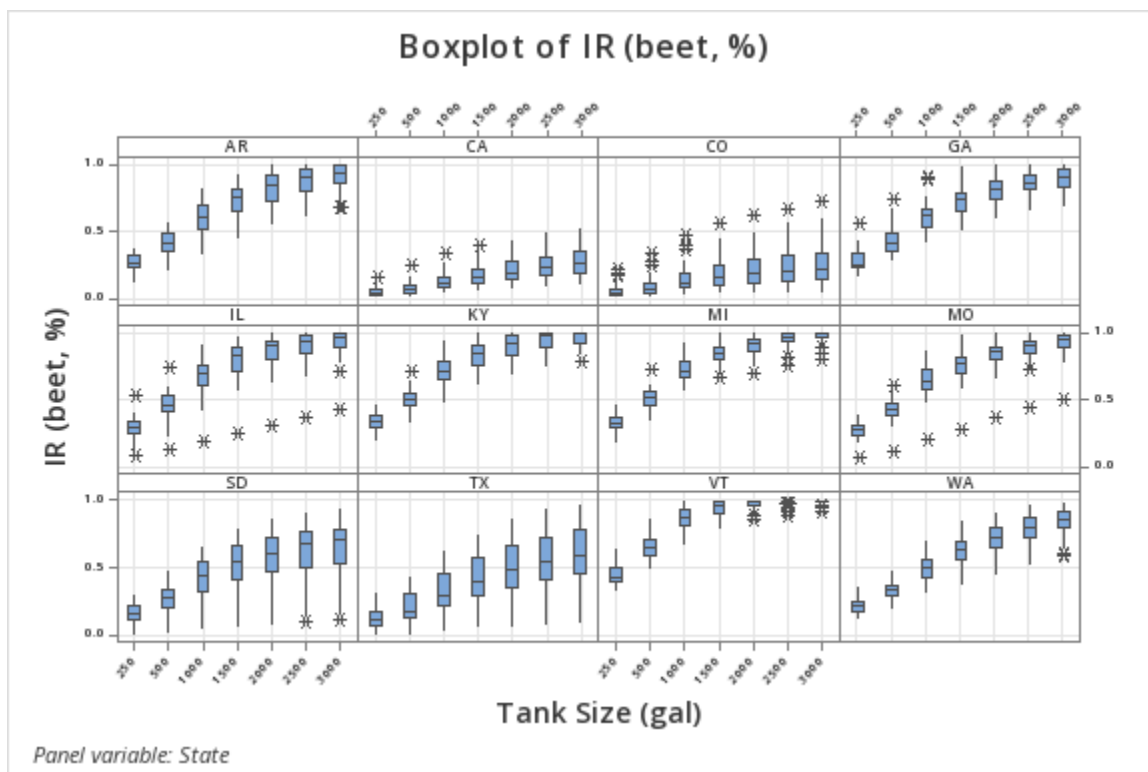 Boxplot of IR (beet, %)
250 500 1000 1500 2000 2500 3000 250 500 1000 1500 2000 2500 3000
AR CA CO GA
1.0
0.5
0.0
IL KY MI MO
1.0
0.5
0.0
SD TX VT WA
1.0
0.5
0.0
IR (beet, %)
250 500 1000 1500 2000 2500 3000 250 500 1000 1500 2000 2500 3000
Tank Size (gal)
Panel variable: State